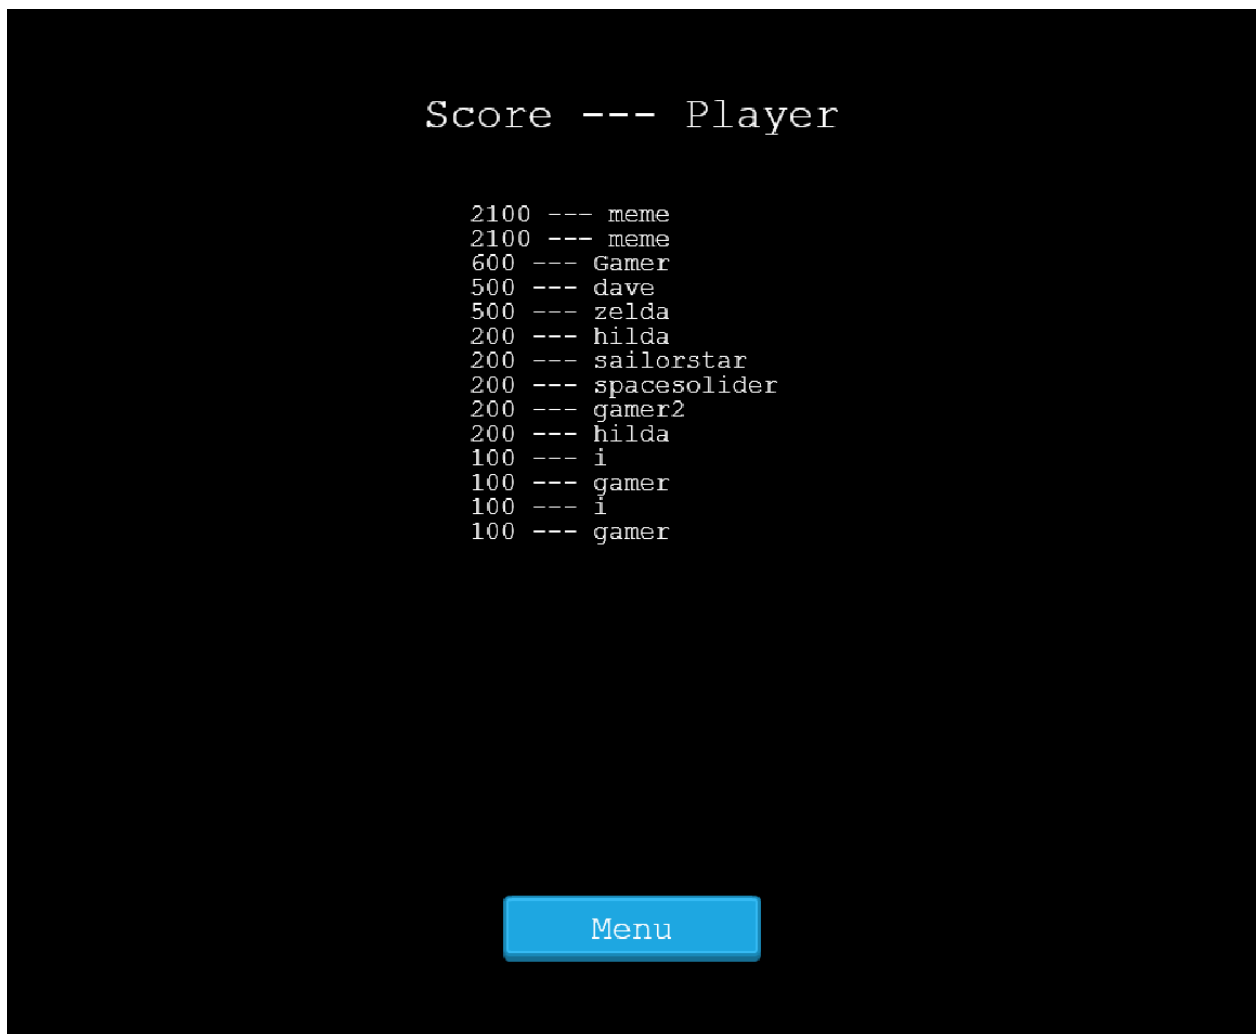 Score --- Player
2100 --- meme
2100 --- meme
600 --- Gamer
500 --- dave
500 --- zelda
200 --- hilda
200 --- sailorstar
200 --- spacesolider
200 --- gamer2
200 --- hilda
100 --- i
100 --- gamer
100 --- i
100 --- gamer
Menu